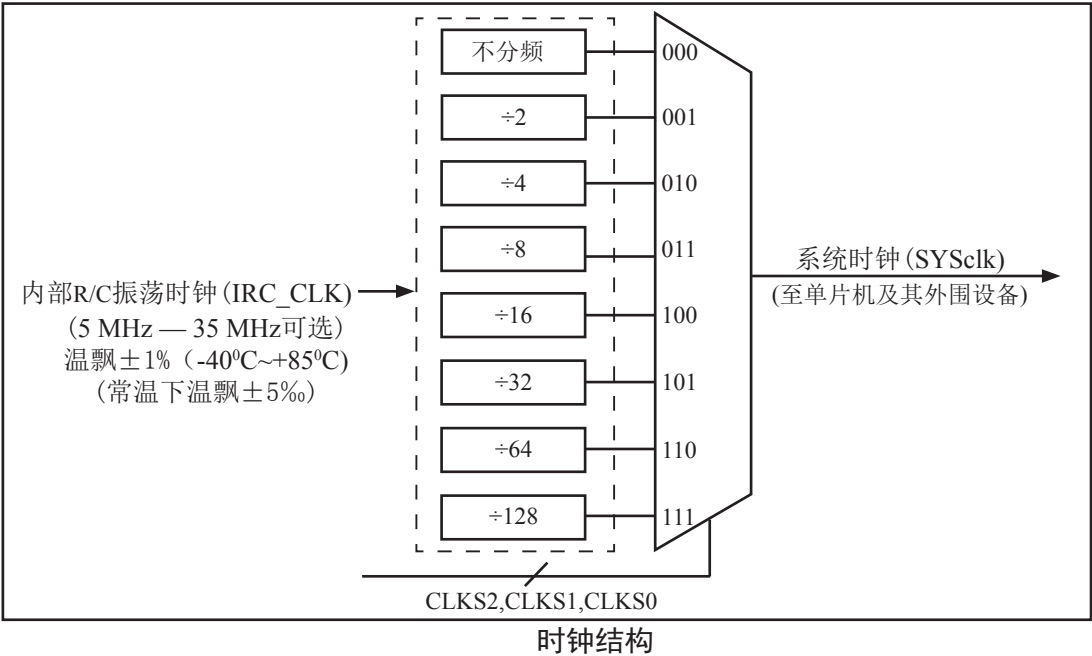 不分频
000
÷2
001
÷4
010
÷8
011
÷16
100
÷32
101
÷64
110
÷128
111
内部R/C振荡时钟(IRC_CLK)
(5 MHz — 35 MHz可选)
温飘±1%（-40⁰C~+85⁰C)
(常温下温飘±5‰)
系统时钟(SYSclk)
(至单片机及其外围设备)
CLKS2,CLKS1,CLKS0
时钟结构